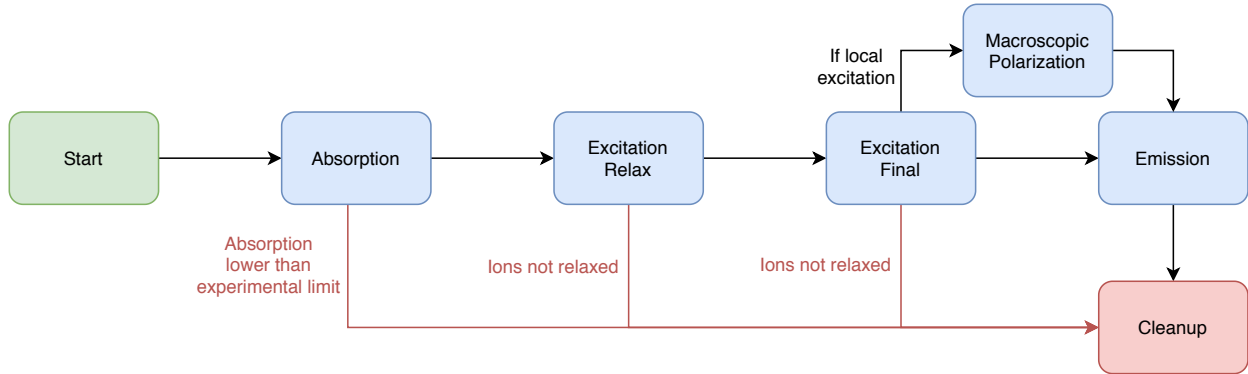 Macroscopic
Polarization
If local
excitation
Start
Absorption
Excitation
Relax
Excitation
Final
Emission
Absorption
lower than
experimental limit
Ions not relaxed
Ions not relaxed
Cleanup